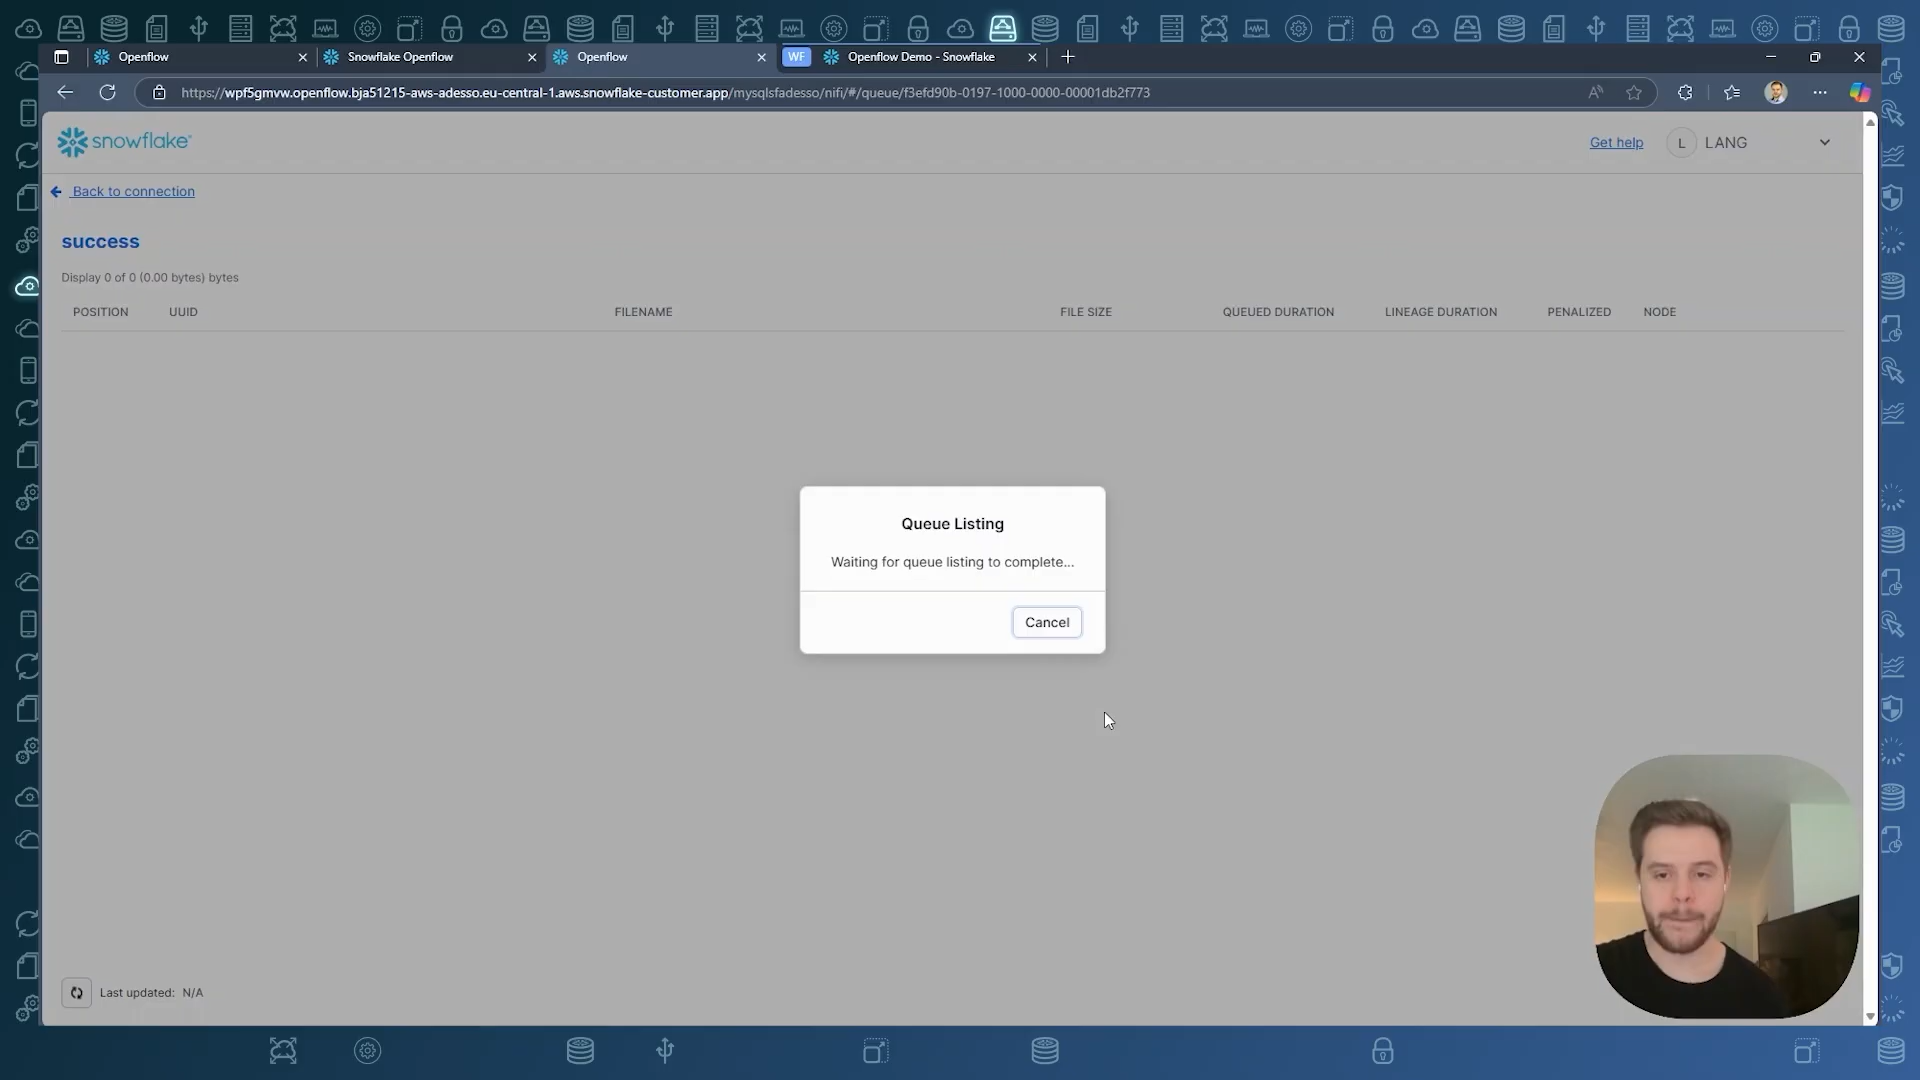 Openflow
Snowflake Openflow
Openflow
WF
Openflow Demo - Snowflake
https://wpf5gmvw.openflow.bja51215-aws-adesso.eu-central-1.aws.snowflake-customer.app/mysqlsfadesso/nifi/#/queue/f3efd90b-0197-1000-0000-00001db2f773
snowflake
Get help
L
LANG
Back to connection
success
Display 0 of 0 (0.00 bytes) bytes
POSITION UUID FILENAME FILE SIZE QUEUED DURATION LINEAGE DURATION PENALIZED NODE
Queue Listing
Waiting for queue listing to complete...
Cancel
Last updated: N/A